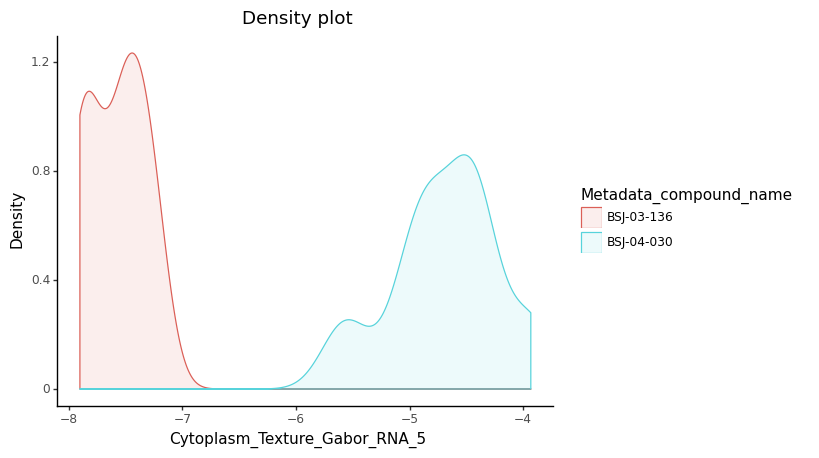 Density plot
1.2
0.8
0.4
0
Density
−8
−7
−6
−5
−4
Cytoplasm_Texture_Gabor_RNA_5
Metadata_compound_name
BSJ-03-136
BSJ-04-030